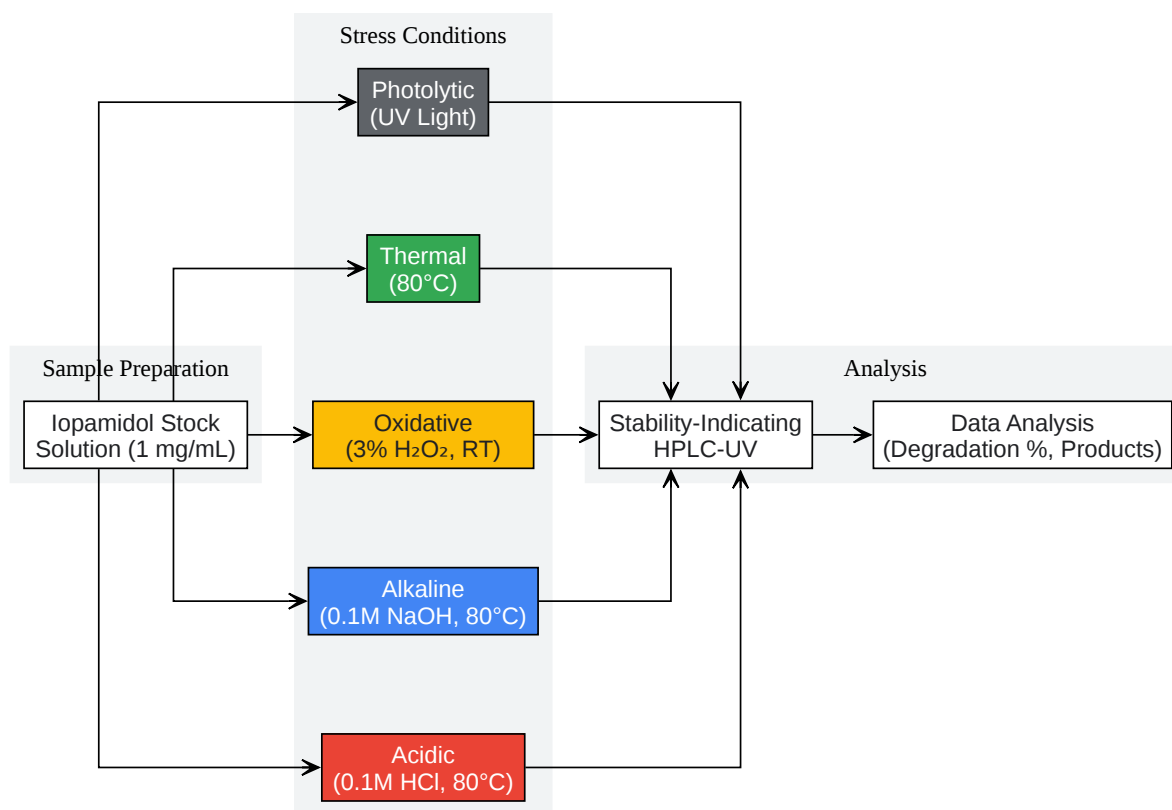 Stress Conditions
Photolytic
(UV Light)
Thermal
(80°C)
Sample Preparation
Iopamidol Stock
Solution (1 mg/mL)
Oxidative
(3% H₂O₂, RT)
Analysis
Stability-Indicating
HPLC-UV
Data Analysis
(Degradation %, Products)
Alkaline
(0.1M NaOH, 80°C)
Acidic
(0.1M HCl, 80°C)